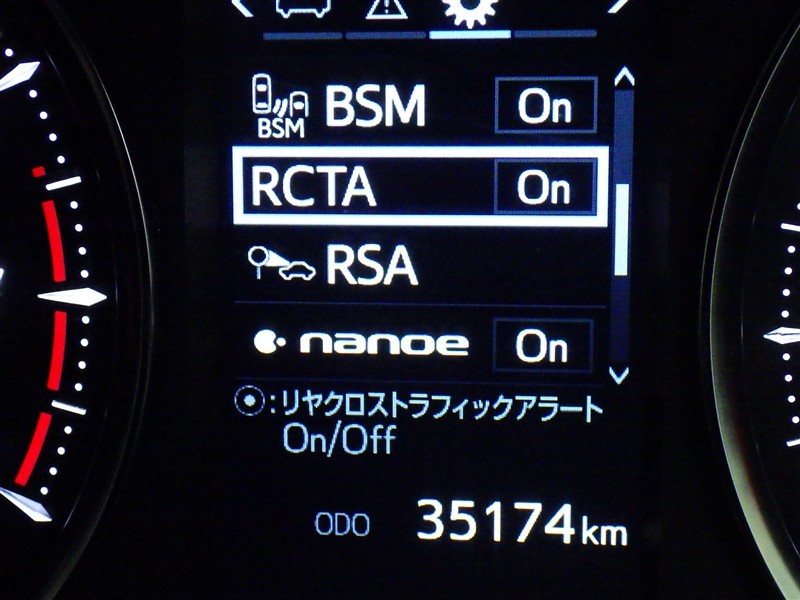 BSM BSM On
RCTA On
RSA
nanoe On
:リヤクロストラフィックアラート
On/Off
ODO 35174km